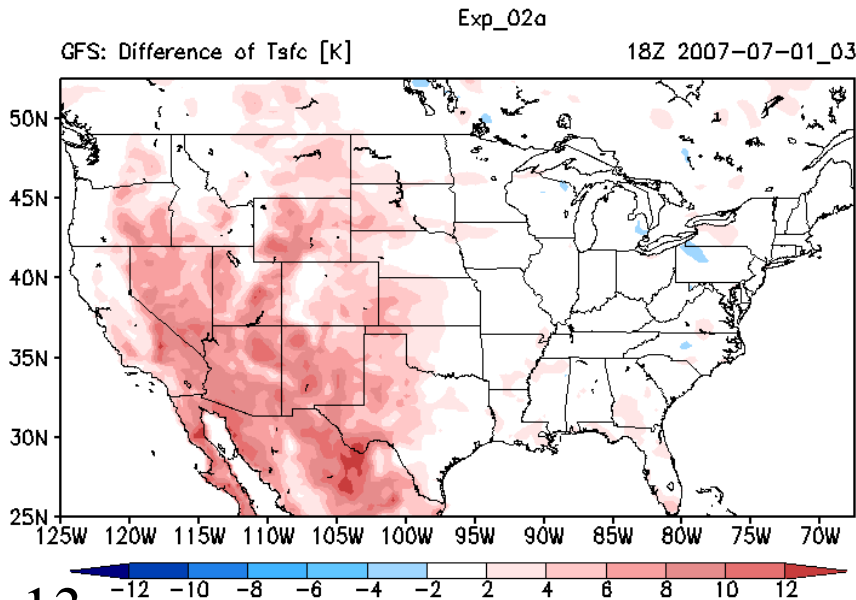 Exp_02a
GFS: Difference of Tsfc [K] 18Z 2007-07-01_03
50N
45N
40N
35N
30N
25N
125W 120W 115W 110W 105W 100W 95W 90W 85W 80W 75W 70W
-12 -10 -8 -6 -4 -2 2 4 6 8 10 12